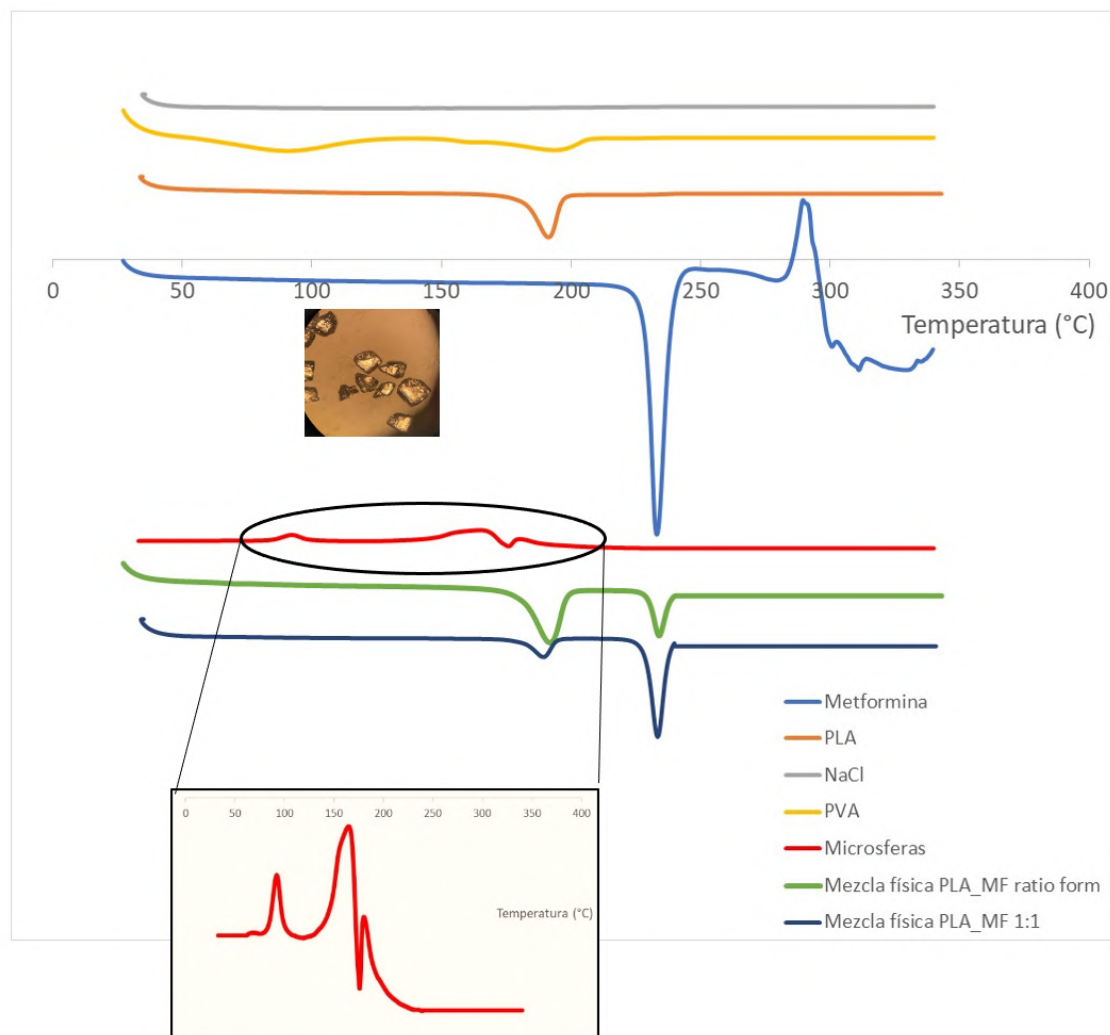 0 50 100 150 200 250 300 350 400
Temperatura (°C)
Metformina
PLA
NaCl
PVA
Microsferas
Mezcla física PLA_MF ratio form
Mezcla física PLA_MF 1:1
0 50 100 150 200 250 300 350 400
Temperatura (°C)